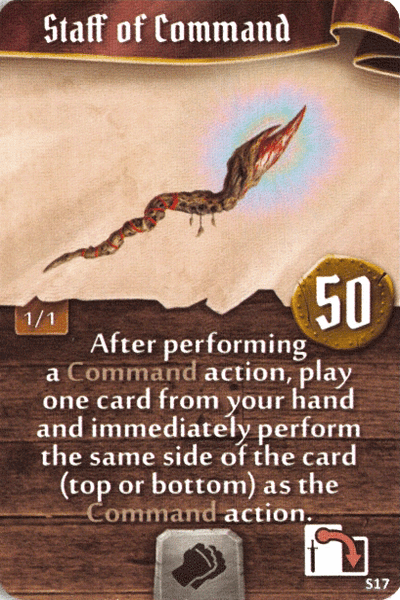 Staff of Command
50
1/1
After performing
a Command action, play
one card from your hand
and immediately perform
the same side of the card
(top or bottom) as the
Command action.
S17